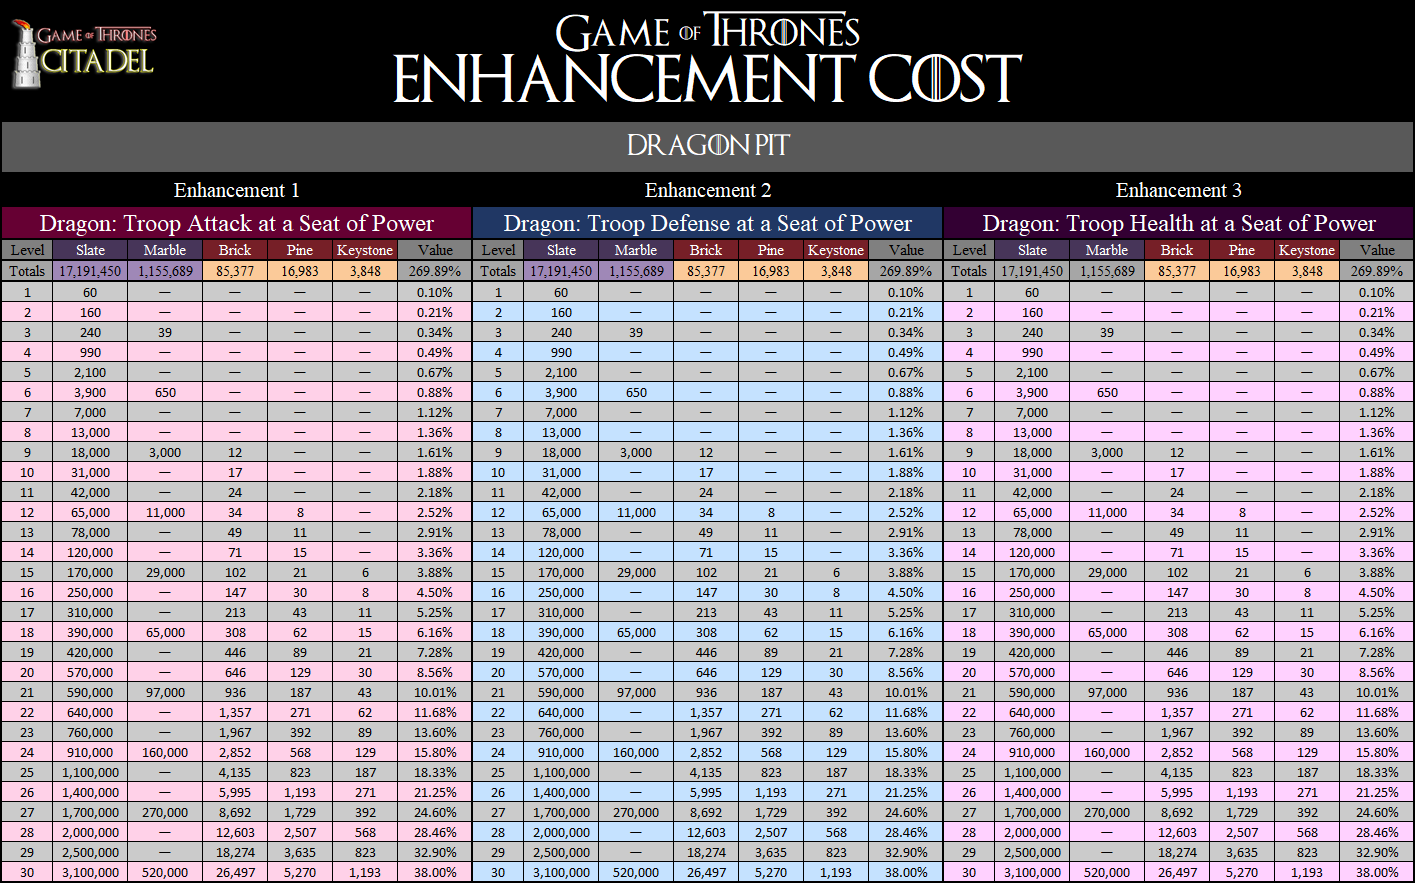 GAME OF THRONES
CITADEL
GAME OF THRONES
ENHANCEMENT COST
DRAGON PIT
Enhancement 1 Enhancement 2 Enhancement 3
Dragon: Troop Attack at a Seat of Power Dragon: Troop Defense at a Seat of Power Dragon: Troop Health at a Seat of Power
Level Slate Marble Brick Pine Keystone Value Level Slate Marble Brick Pine Keystone Value Level Slate Marble Brick Pine Keystone Value
Totals 17,191,450 1,155,689 85,377 16,983 3,848 269.89% Totals 17,191,450 1,155,689 85,377 16,983 3,848 269.89% Totals 17,191,450 1,155,689 85,377 16,983 3,848 269.89%
1 60 — — — — 0.10% 1 60 — — — — 0.10% 1 60 — — — — 0.10%
2 160 — — — — 0.21% 2 160 — — — — 0.21% 2 160 — — — — 0.21%
3 240 39 — — — 0.34% 3 240 39 — — — 0.34% 3 240 39 — — — 0.34%
4 990 — — — — 0.49% 4 990 — — — — 0.49% 4 990 — — — — 0.49%
5 2,100 — — — — 0.67% 5 2,100 — — — — 0.67% 5 2,100 — — — — 0.67%
6 3,900 650 — — — 0.88% 6 3,900 650 — — — 0.88% 6 3,900 650 — — — 0.88%
7 7,000 — — — — 1.12% 7 7,000 — — — — 1.12% 7 7,000 — — — — 1.12%
8 13,000 — — — — 1.36% 8 13,000 — — — — 1.36% 8 13,000 — — — — 1.36%
9 18,000 3,000 12 — — 1.61% 9 18,000 3,000 12 — — 1.61% 9 18,000 3,000 12 — — 1.61%
10 31,000 — 17 — — 1.88% 10 31,000 — 17 — — 1.88% 10 31,000 — 17 — — 1.88%
11 42,000 — 24 — — 2.18% 11 42,000 — 24 — — 2.18% 11 42,000 — 24 — — 2.18%
12 65,000 11,000 34 8 — 2.52% 12 65,000 11,000 34 8 — 2.52% 12 65,000 11,000 34 8 — 2.52%
13 78,000 — 49 11 — 2.91% 13 78,000 — 49 11 — 2.91% 13 78,000 — 49 11 — 2.91%
14 120,000 — 71 15 — 3.36% 14 120,000 — 71 15 — 3.36% 14 120,000 — 71 15 — 3.36%
15 170,000 29,000 102 21 6 3.88% 15 170,000 29,000 102 21 6 3.88% 15 170,000 29,000 102 21 6 3.88%
16 250,000 — 147 30 8 4.50% 16 250,000 — 147 30 8 4.50% 16 250,000 — 147 30 8 4.50%
17 310,000 — 213 43 11 5.25% 17 310,000 — 213 43 11 5.25% 17 310,000 — 213 43 11 5.25%
18 390,000 65,000 308 62 15 6.16% 18 390,000 65,000 308 62 15 6.16% 18 390,000 65,000 308 62 15 6.16%
19 420,000 — 446 89 21 7.28% 19 420,000 — 446 89 21 7.28% 19 420,000 — 446 89 21 7.28%
20 570,000 — 646 129 30 8.56% 20 570,000 — 646 129 30 8.56% 20 570,000 — 646 129 30 8.56%
21 590,000 97,000 936 187 43 10.01% 21 590,000 97,000 936 187 43 10.01% 21 590,000 97,000 936 187 43 10.01%
22 640,000 — 1,357 271 62 11.68% 22 640,000 — 1,357 271 62 11.68% 22 640,000 — 1,357 271 62 11.68%
23 760,000 — 1,967 392 89 13.60% 23 760,000 — 1,967 392 89 13.60% 23 760,000 — 1,967 392 89 13.60%
24 910,000 160,000 2,852 568 129 15.80% 24 910,000 160,000 2,852 568 129 15.80% 24 910,000 160,000 2,852 568 129 15.80%
25 1,100,000 — 4,135 823 187 18.33% 25 1,100,000 — 4,135 823 187 18.33% 25 1,100,000 — 4,135 823 187 18.33%
26 1,400,000 — 5,995 1,193 271 21.25% 26 1,400,000 — 5,995 1,193 271 21.25% 26 1,400,000 — 5,995 1,193 271 21.25%
27 1,700,000 270,000 8,692 1,729 392 24.60% 27 1,700,000 270,000 8,692 1,729 392 24.60% 27 1,700,000 270,000 8,692 1,729 392 24.60%
28 2,000,000 — 12,603 2,507 568 28.46% 28 2,000,000 — 12,603 2,507 568 28.46% 28 2,000,000 — 12,603 2,507 568 28.46%
29 2,500,000 — 18,274 3,635 823 32.90% 29 2,500,000 — 18,274 3,635 823 32.90% 29 2,500,000 — 18,274 3,635 823 32.90%
30 3,100,000 520,000 26,497 5,270 1,193 38.00% 30 3,100,000 520,000 26,497 5,270 1,193 38.00% 30 3,100,000 520,000 26,497 5,270 1,193 38.00%